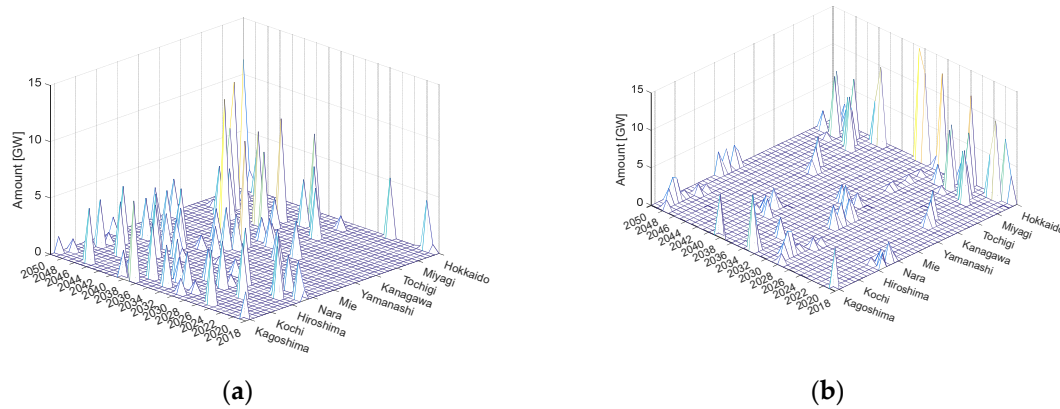 15
10
5
0
Amount [GW]
2050
2048
2046
2044
2042
2040
2038
2036
2034
2032
2030
2028
2026
2024
2022
2020
2018
Kagoshima
Kochi
Hiroshima
Nara
Mie
Yamanashi
Kanagawa
Tochigi
Miyagi
Hokkaido
(a)
15
10
5
0
Amount [GW]
2050
2048
2046
2044
2042
2040
2038
2036
2034
2032
2030
2028
2026
2024
2022
2020
2018
Kagoshima
Kochi
Hiroshima
Nara
Mie
Yamanashi
Kanagawa
Tochigi
Miyagi
Hokkaido
(b)